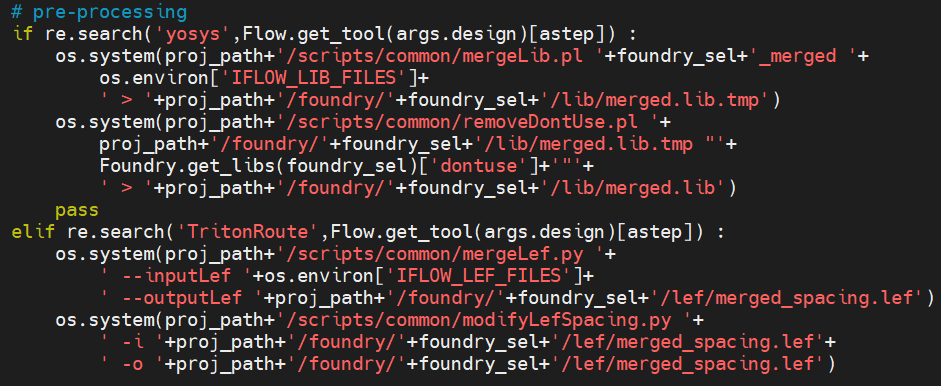 # pre-processing
if re.search('yosys',Flow.get_tool(args.design)[astep]) :
    os.system(proj_path+'/scripts/common/mergeLib.pl '+foundry_sel+'_merged '+
        os.environ['IFLOW_LIB_FILES']+
        ' > '+proj_path+'/foundry/'+foundry_sel+'/lib/merged.lib.tmp')
    os.system(proj_path+'/scripts/common/removeDontUse.pl '+
        proj_path+'/foundry/'+foundry_sel+'/lib/merged.lib.tmp "'+
        Foundry.get_libs(foundry_sel)['dontuse']+'"'+
        ' > '+proj_path+'/foundry/'+foundry_sel+'/lib/merged.lib')
    pass
elif re.search('TritonRoute',Flow.get_tool(args.design)[astep]) :
    os.system(proj_path+'/scripts/common/mergeLef.py '+
        ' --inputLef '+os.environ['IFLOW_LEF_FILES']+
        ' --outputLef '+proj_path+'/foundry/'+foundry_sel+'/lef/merged_spacing.lef')
    os.system(proj_path+'/scripts/common/modifyLefSpacing.py '+
        ' -i '+proj_path+'/foundry/'+foundry_sel+'/lef/merged_spacing.lef'+
        ' -o '+proj_path+'/foundry/'+foundry_sel+'/lef/merged_spacing.lef')